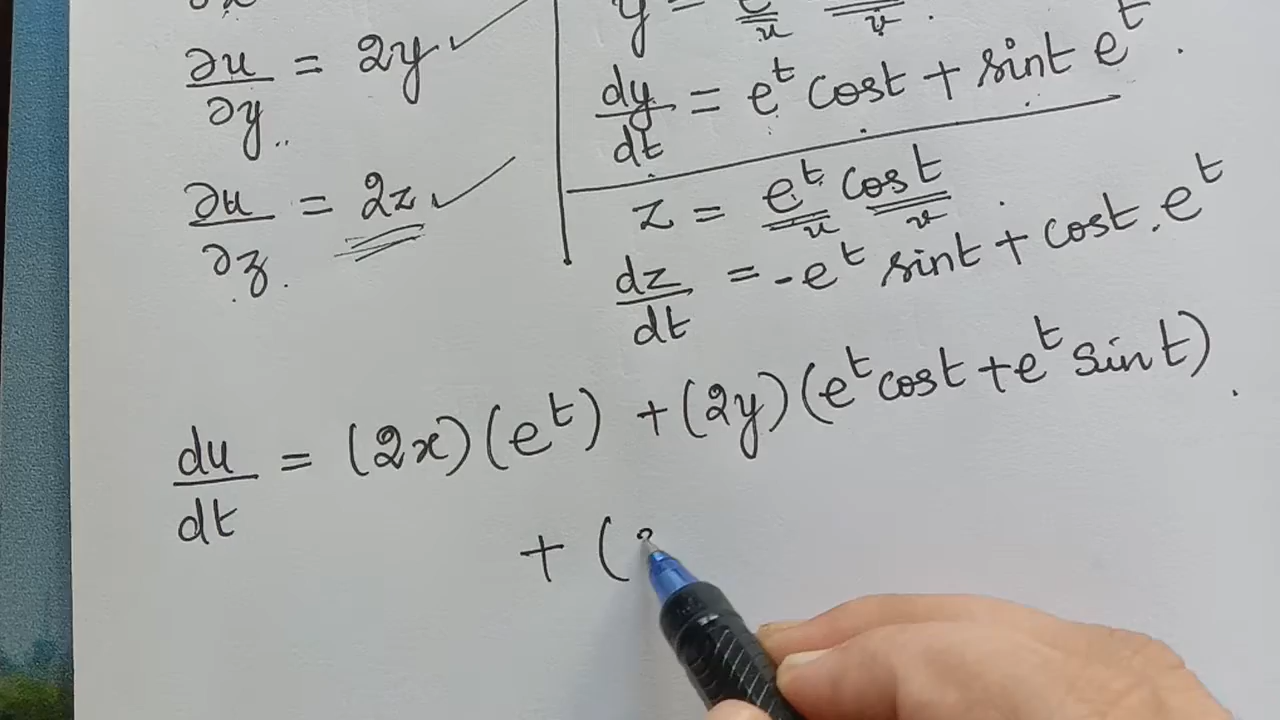 ∂u/∂y = 2y ✓
∂u/∂z = 2z ✓
dy/dt = e^t cost + sint e^t.
z = e^t cost
u v
dz/dt = -e^t sint + cost . e^t
du/dt = (2x)(e^t) + (2y)(e^t cost + e^t sint)
+ (